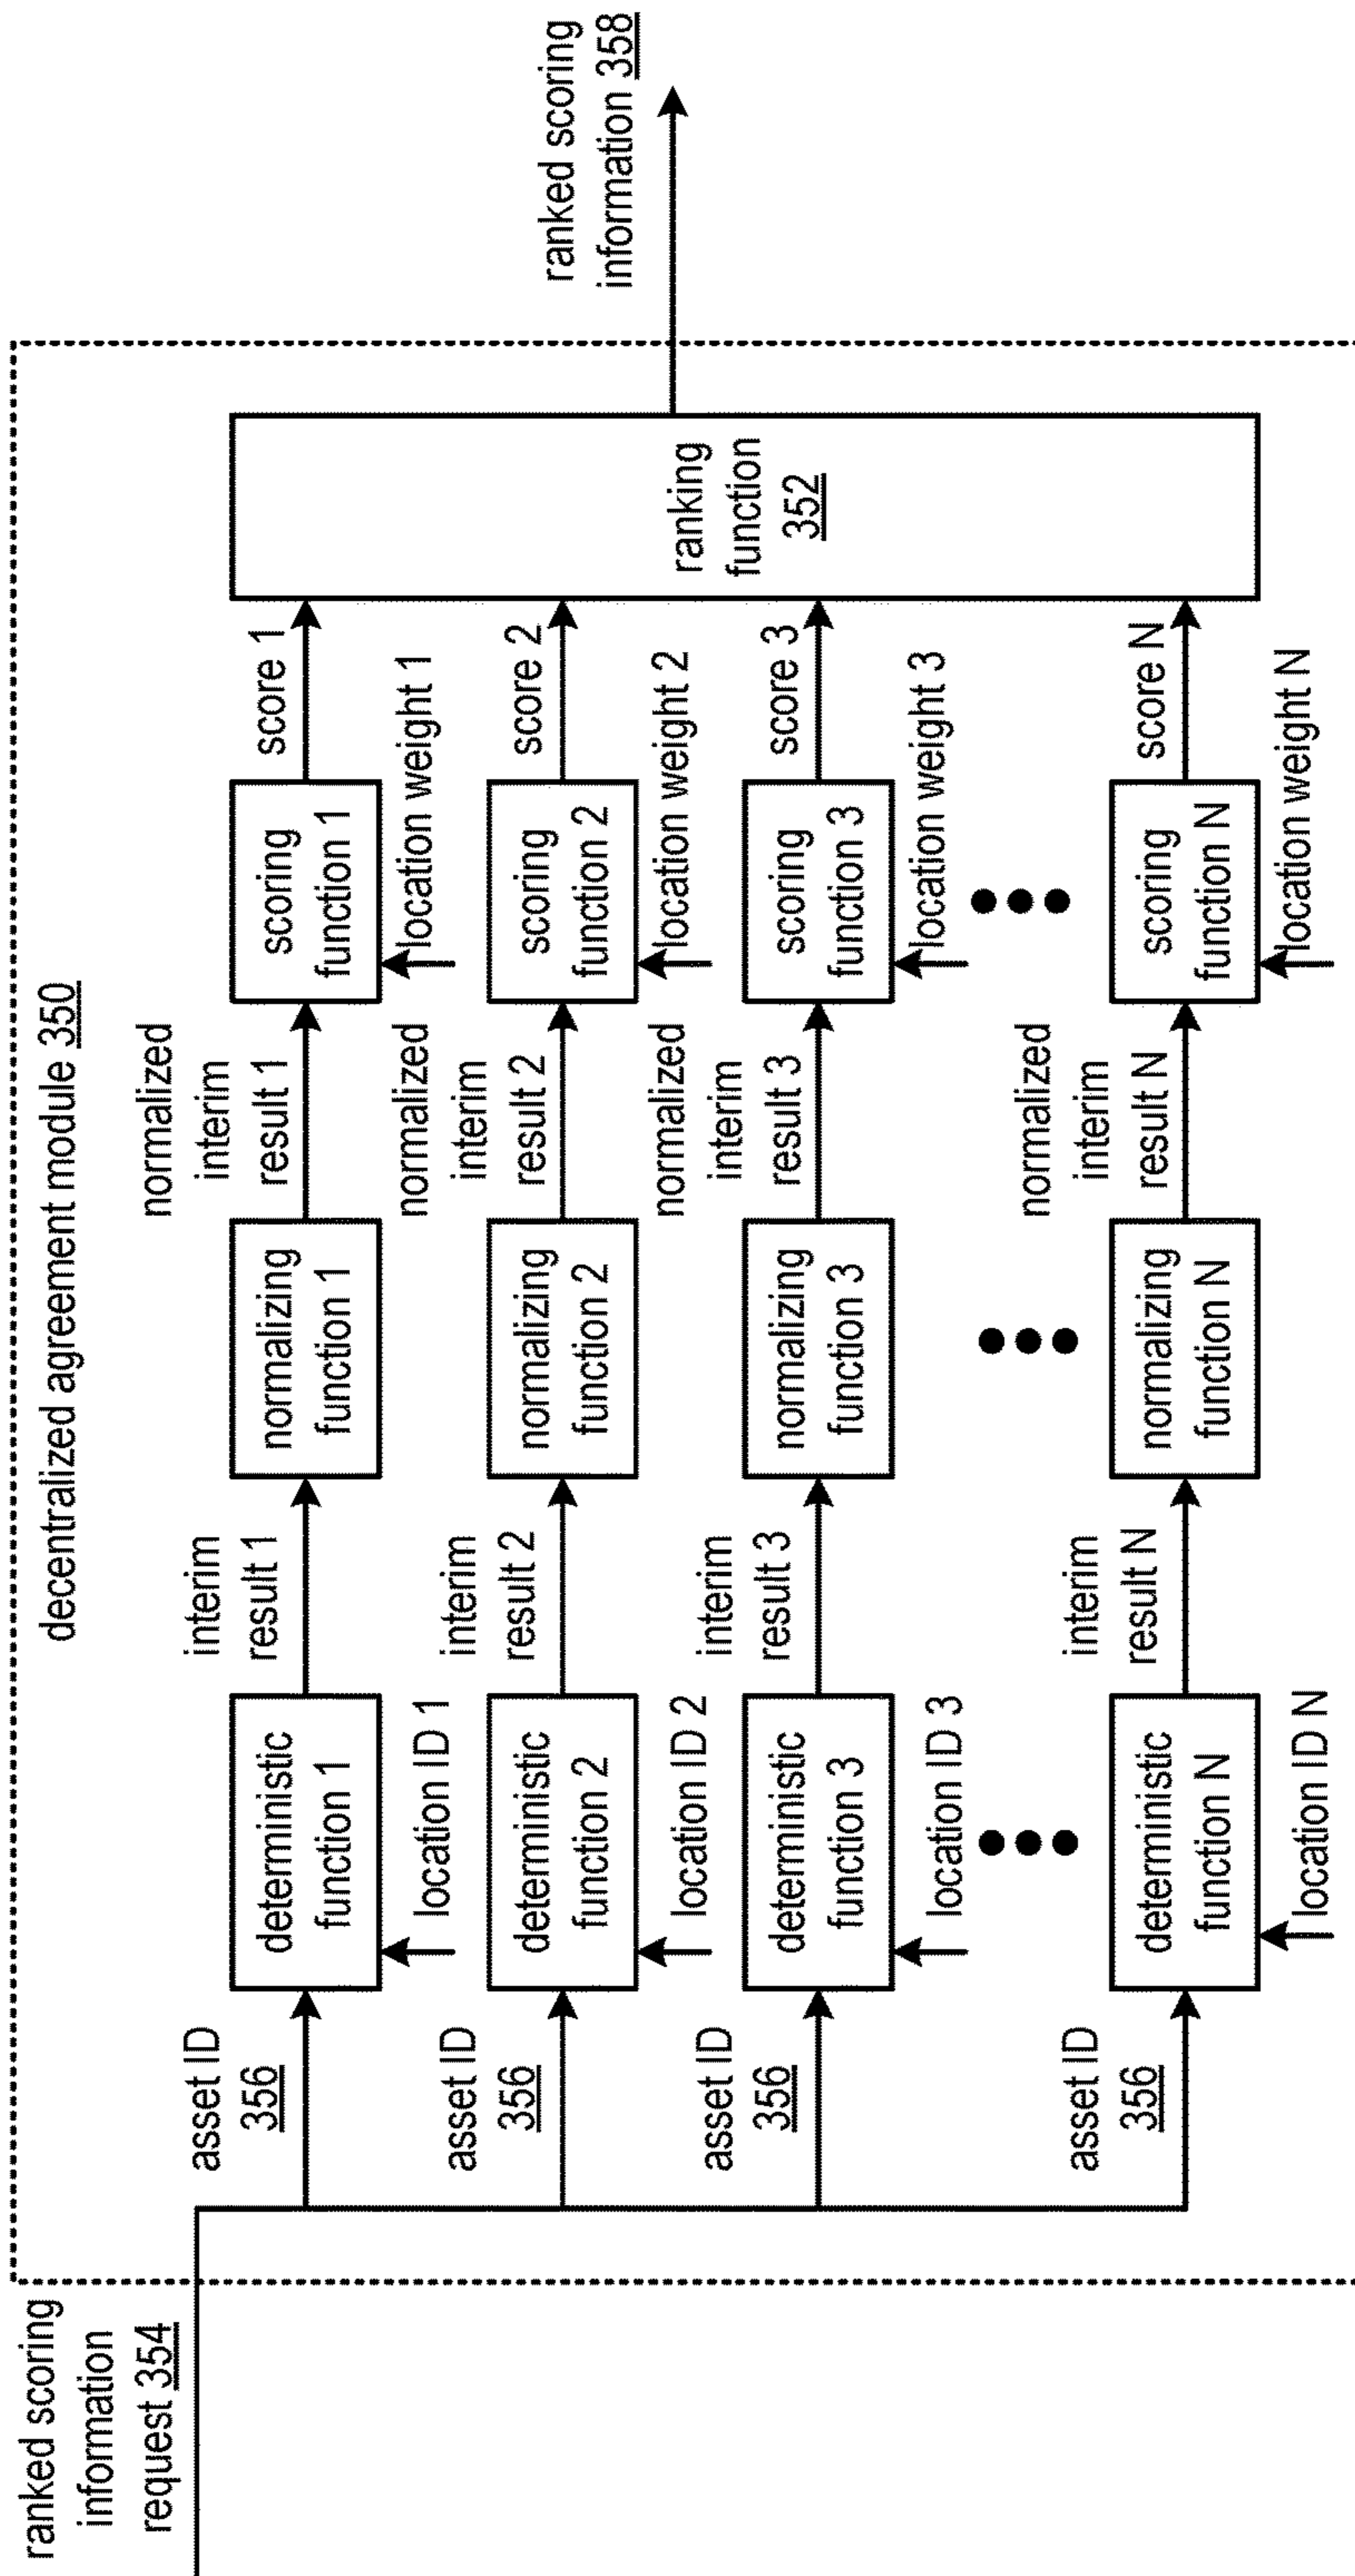 decentralized agreement module 350
ranked scoring
information
request 354
asset ID
356
deterministic
function 1
location ID 1
interim
result 1
normalizing
function 1
normalized
interim
result 1
scoring
function 1
location weight 1
score 1
asset ID
356
deterministic
function 2
location ID 2
interim
result 2
normalizing
function 2
normalized
interim
result 2
scoring
function 2
location weight 2
score 2
asset ID
356
deterministic
function 3
location ID 3
interim
result 3
normalizing
function 3
normalized
interim
result 3
scoring
function 3
location weight 3
score 3
asset ID
356
deterministic
function N
location ID N
interim
result N
normalizing
function N
normalized
interim
result N
scoring
function N
location weight N
score N
ranking
function
352
ranked scoring
information 358